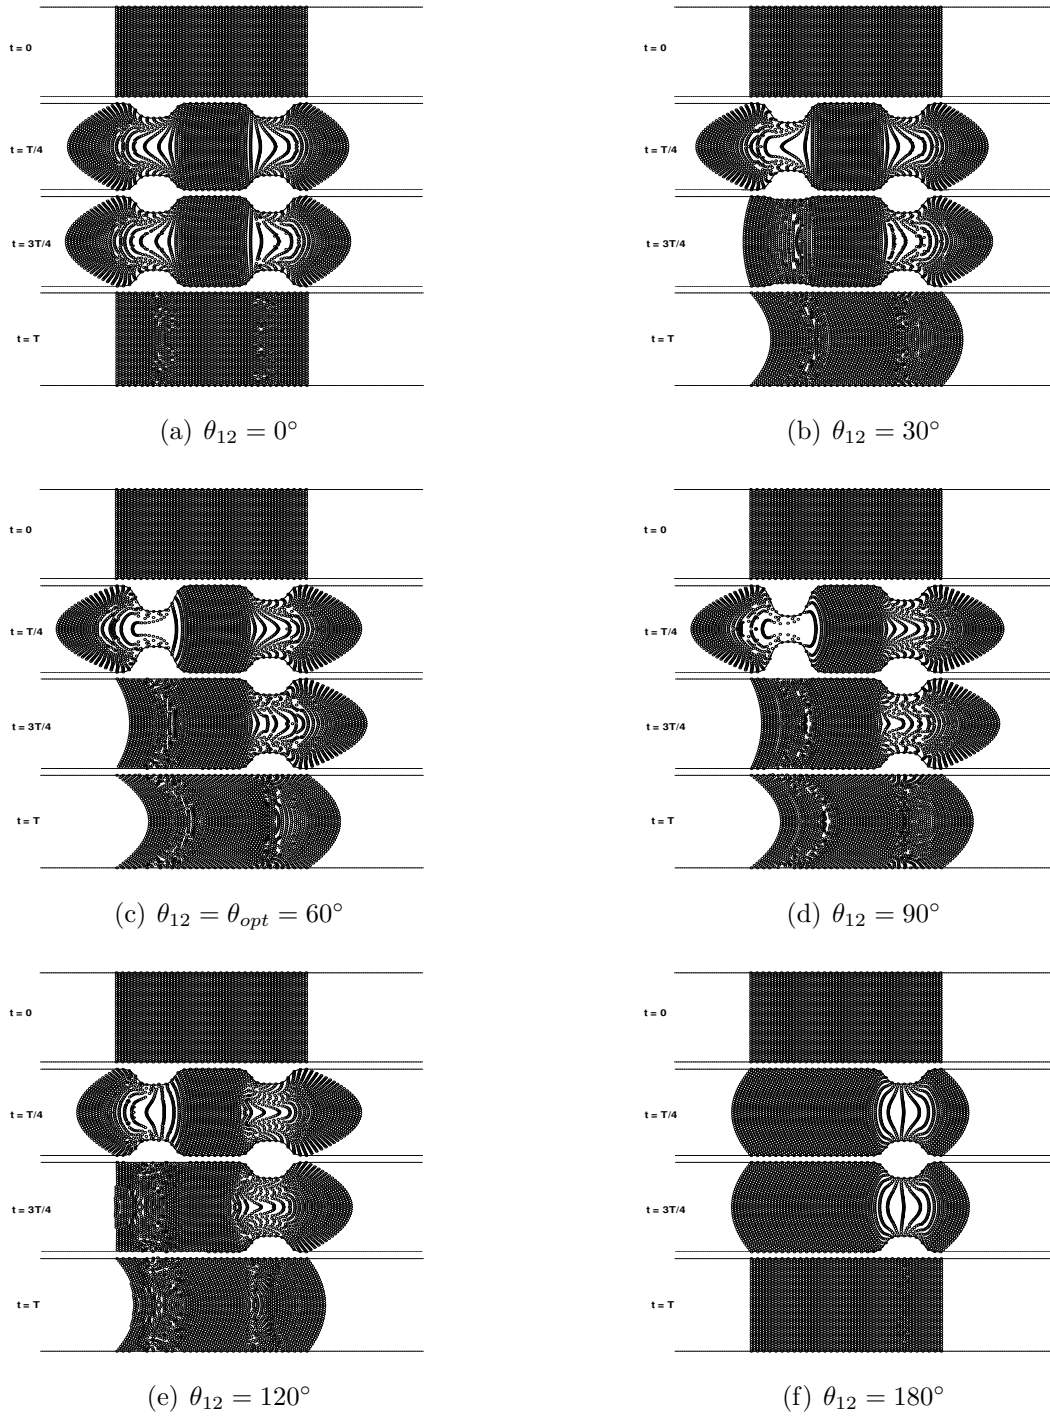 t = 0
t = T/4
t = 3T/4
t = T
(a) θ12 = 0°
t = 0
t = T/4
t = 3T/4
t = T
(b) θ12 = 30°
t = 0
t = T/4
t = 3T/4
t = T
(c) θ12 = θopt = 60°
t = 0
t = T/4
t = 3T/4
t = T
(d) θ12 = 90°
t = 0
t = T/4
t = 3T/4
t = T
(e) θ12 = 120°
t = 0
t = T/4
t = 3T/4
t = T
(f) θ12 = 180°